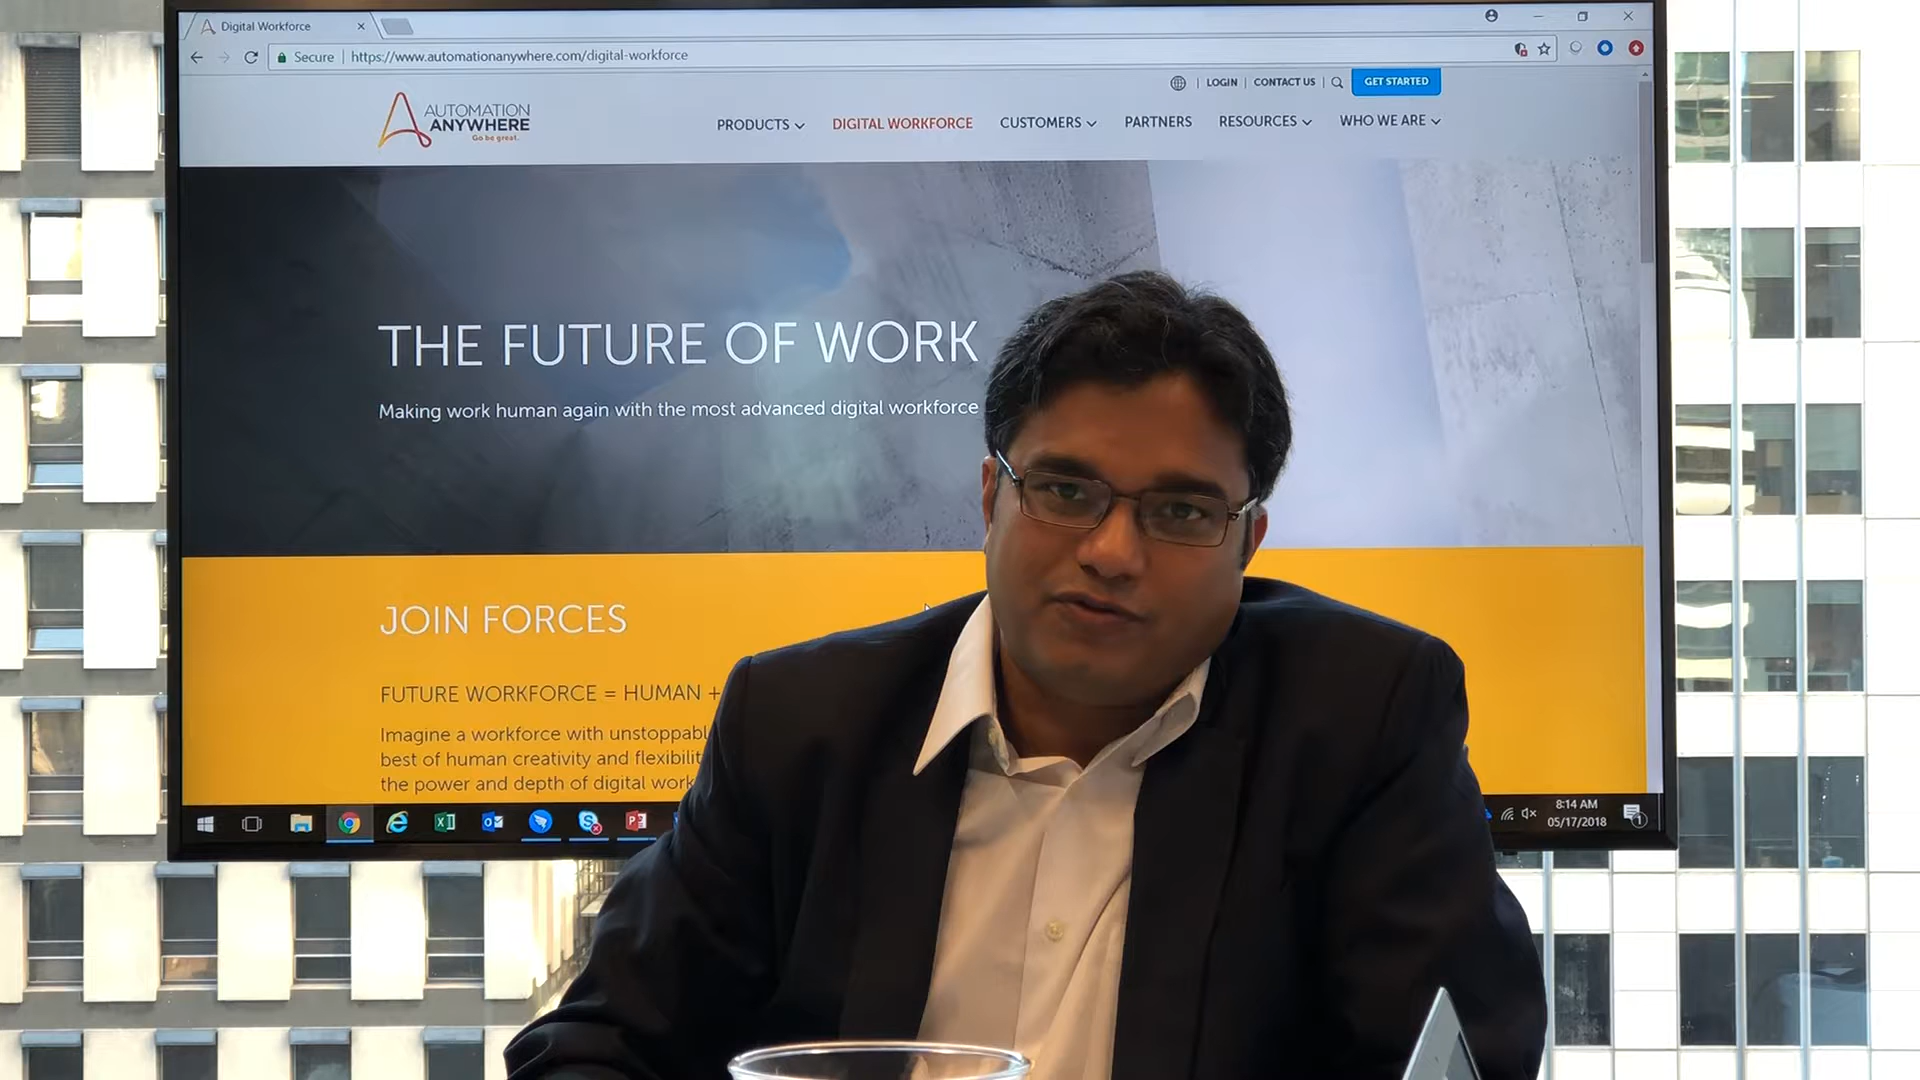 Digital Workforce
Secure
https://www.automationanywhere.com/digital-workforce
LOGIN
CONTACT US
GET STARTED
AUTOMATION
ANYWHERE
Go be great.
PRODUCTS
DIGITAL WORKFORCE
CUSTOMERS
PARTNERS
RESOURCES
WHO WE ARE
THE FUTURE OF WORK
Making work human again with the most advanced digital workforce
JOIN FORCES
FUTURE WORKFORCE = HUMAN +
Imagine a workforce with
best of human creativity and
the power and depth of digital
8:14 AM
05/17/2018
1